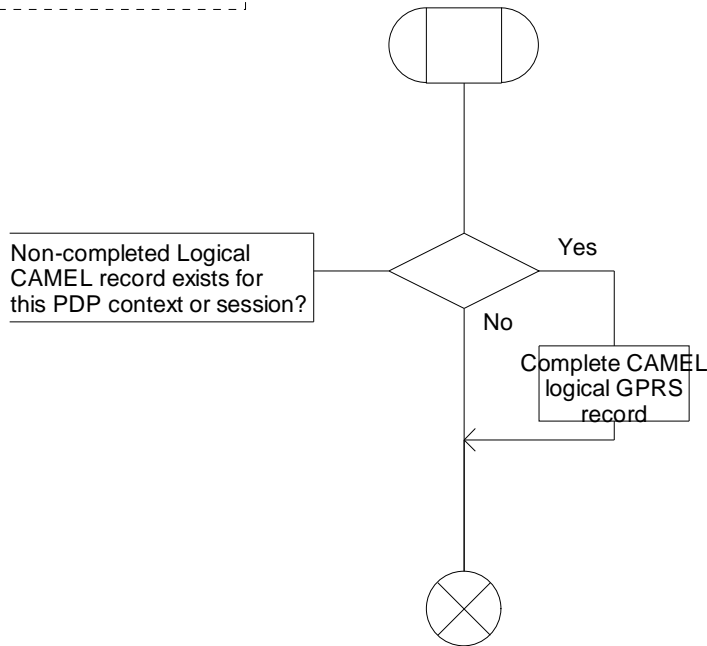 Non-completed Logical
CAMEL record exists for
this PDP context or session?
Yes
No
Complete CAMEL
logical GPRS
record